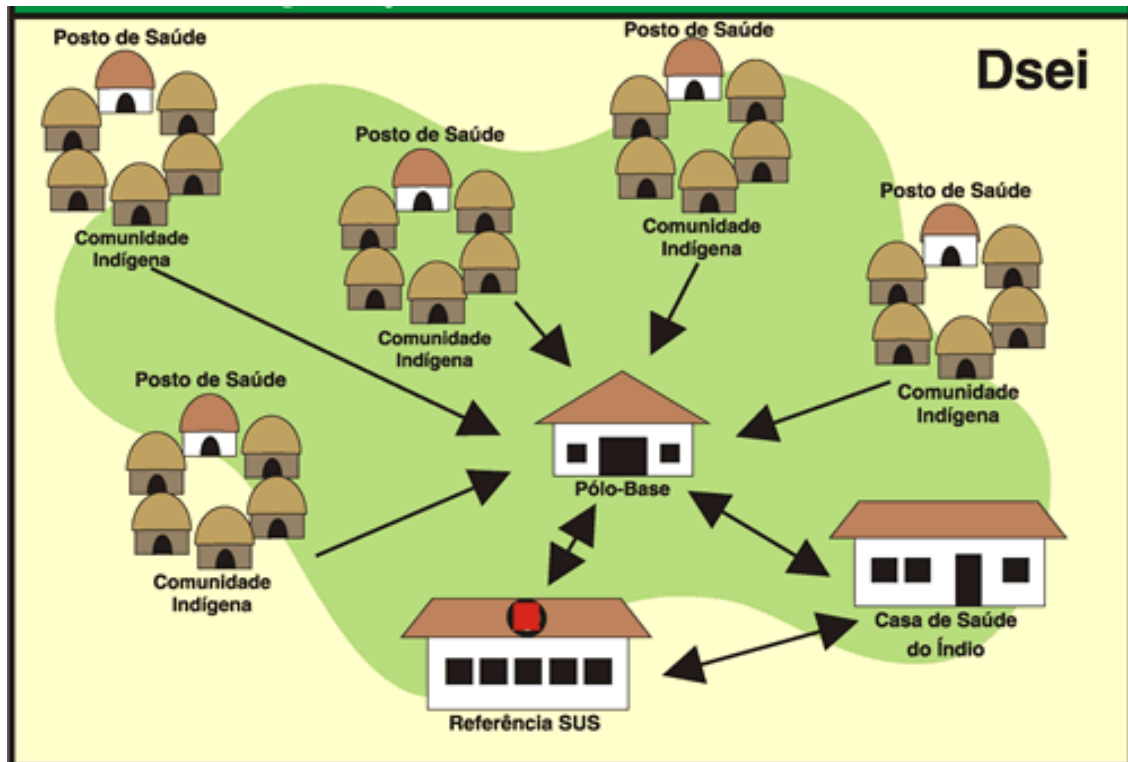 Dsei
Posto de Saúde
Comunidade
Indígena
Posto de Saúde
Comunidade
Indígena
Posto de Saúde
Comunidade
Indígena
Posto de Saúde
Comunidade
Indígena
Posto de Saúde
Comunidade
Indígena
Pólo-Base
Casa de Saúde
do Índio
Referência SUS